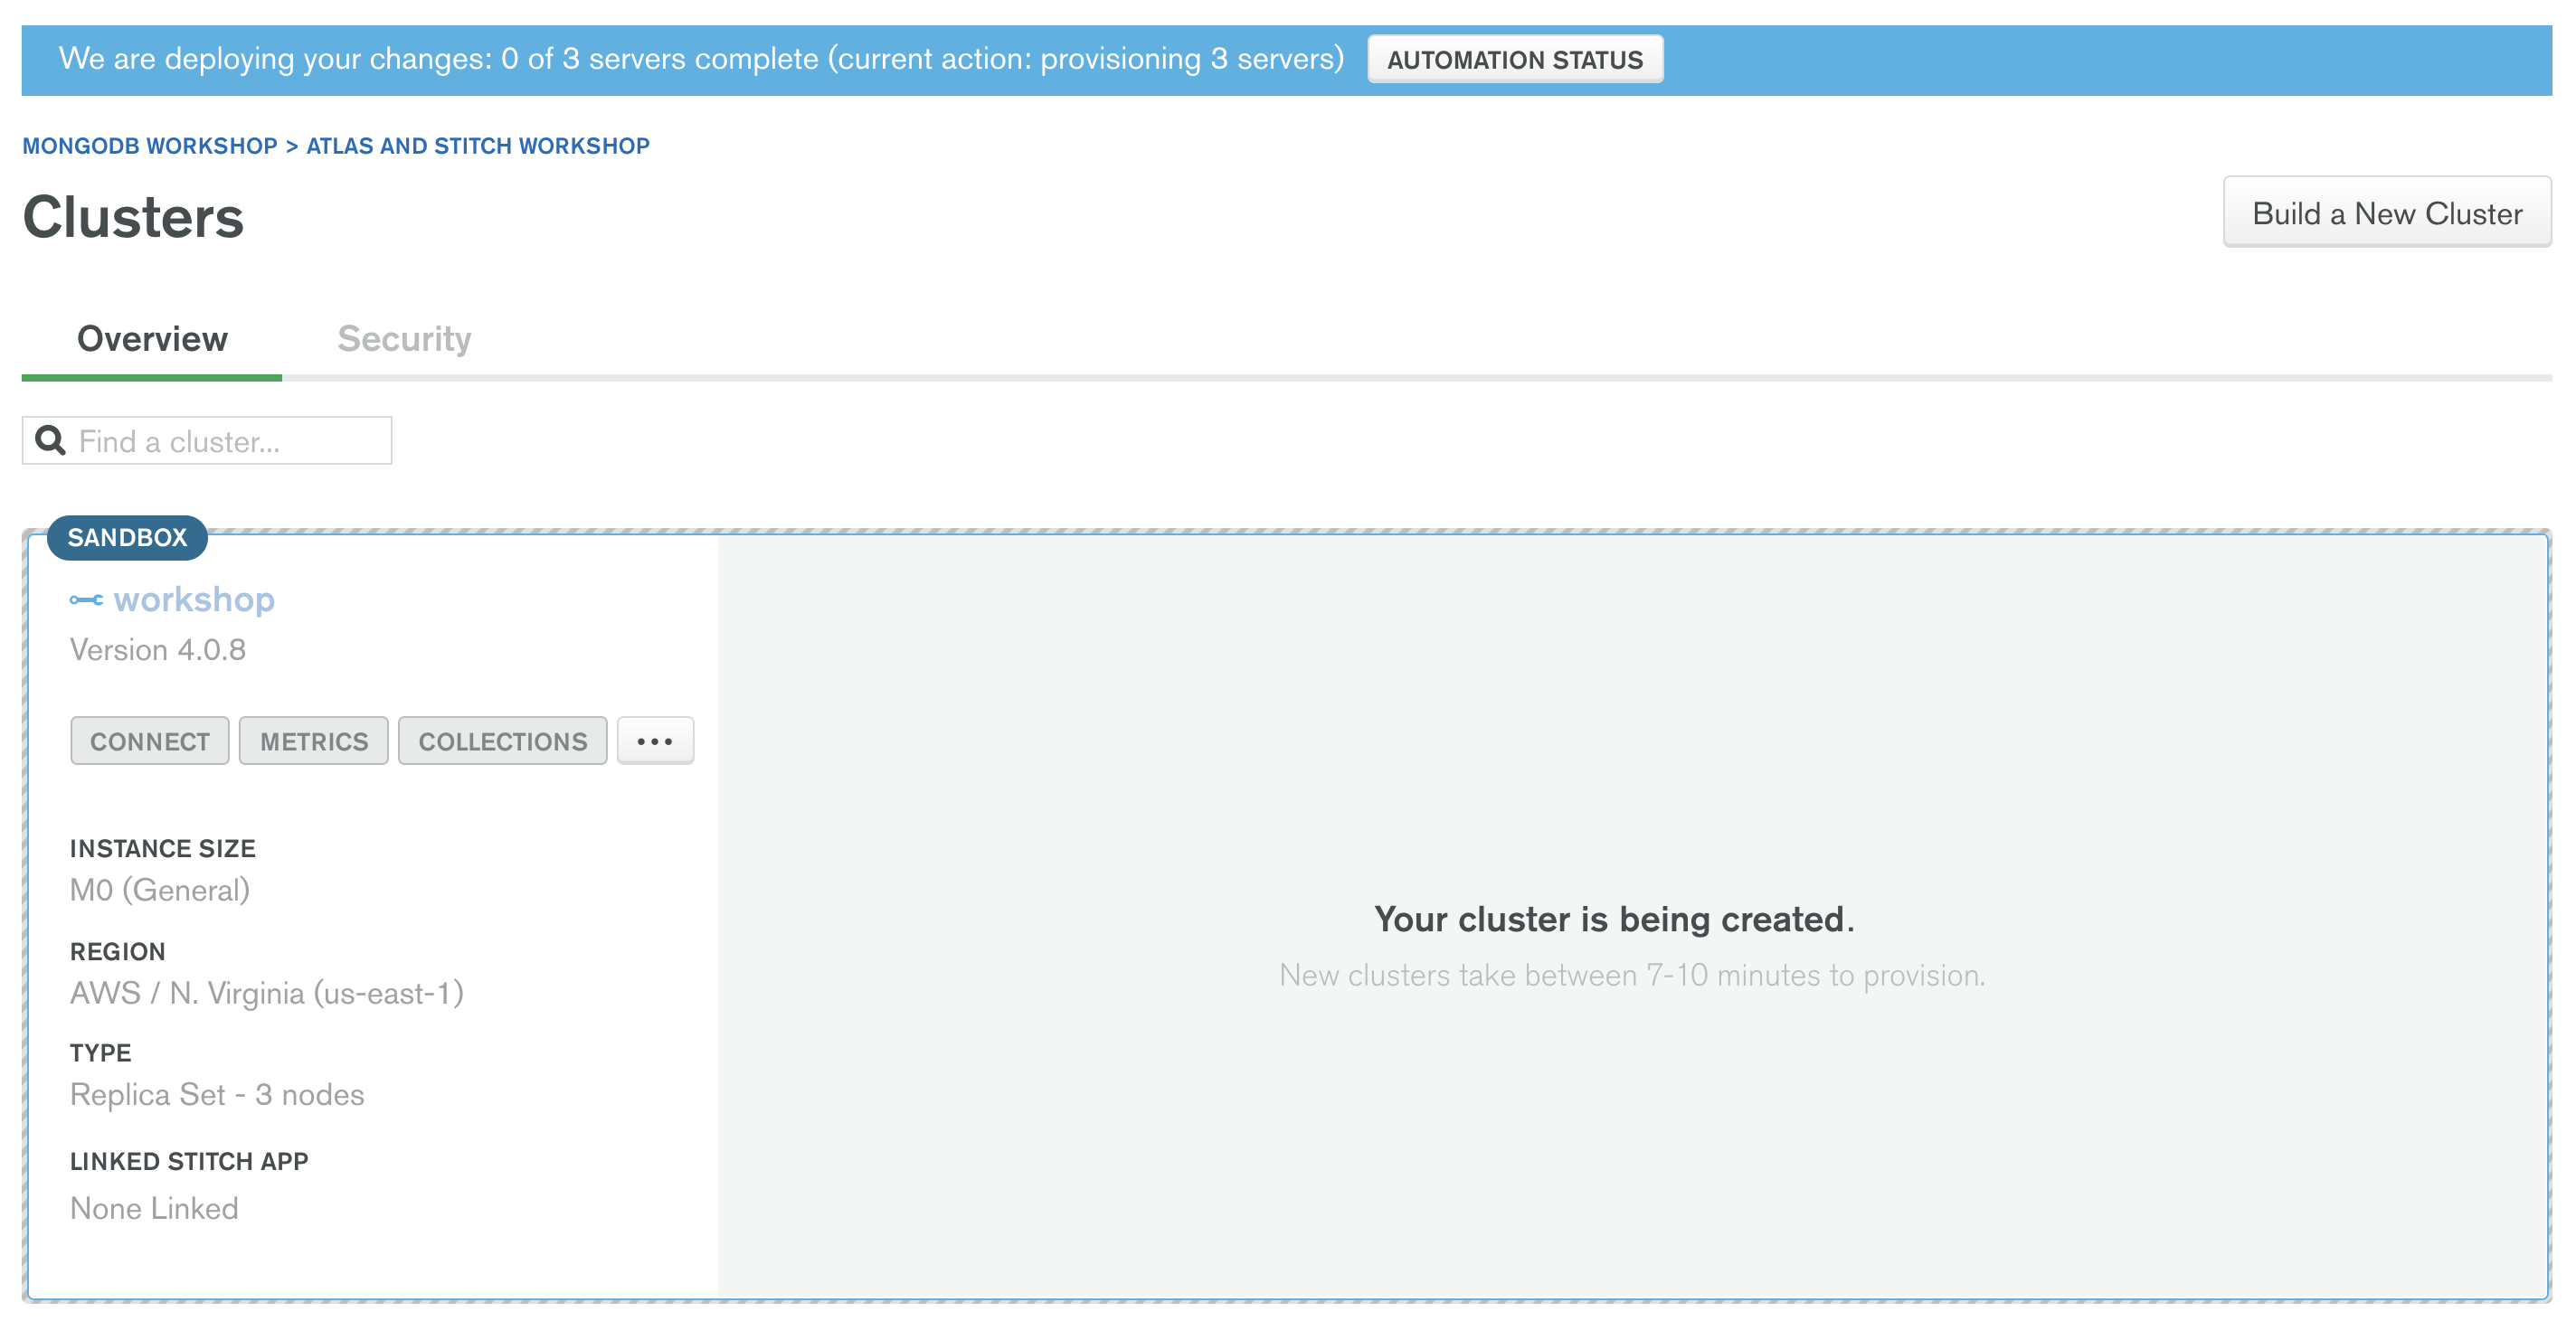 We are deploying your changes: 0 of 3 servers complete (current action: provisioning 3 servers) AUTOMATION STATUS
MONGODB WORKSHOP > ATLAS AND STITCH WORKSHOP
Clusters
Build a New Cluster
Overview Security
Find a cluster...
SANDBOX
workshop
Version 4.0.8
CONNECT METRICS COLLECTIONS •••
INSTANCE SIZE
M0 (General)
REGION
AWS / N. Virginia (us-east-1)
TYPE
Replica Set - 3 nodes
LINKED STITCH APP
None Linked
Your cluster is being created.
New clusters take between 7-10 minutes to provision.